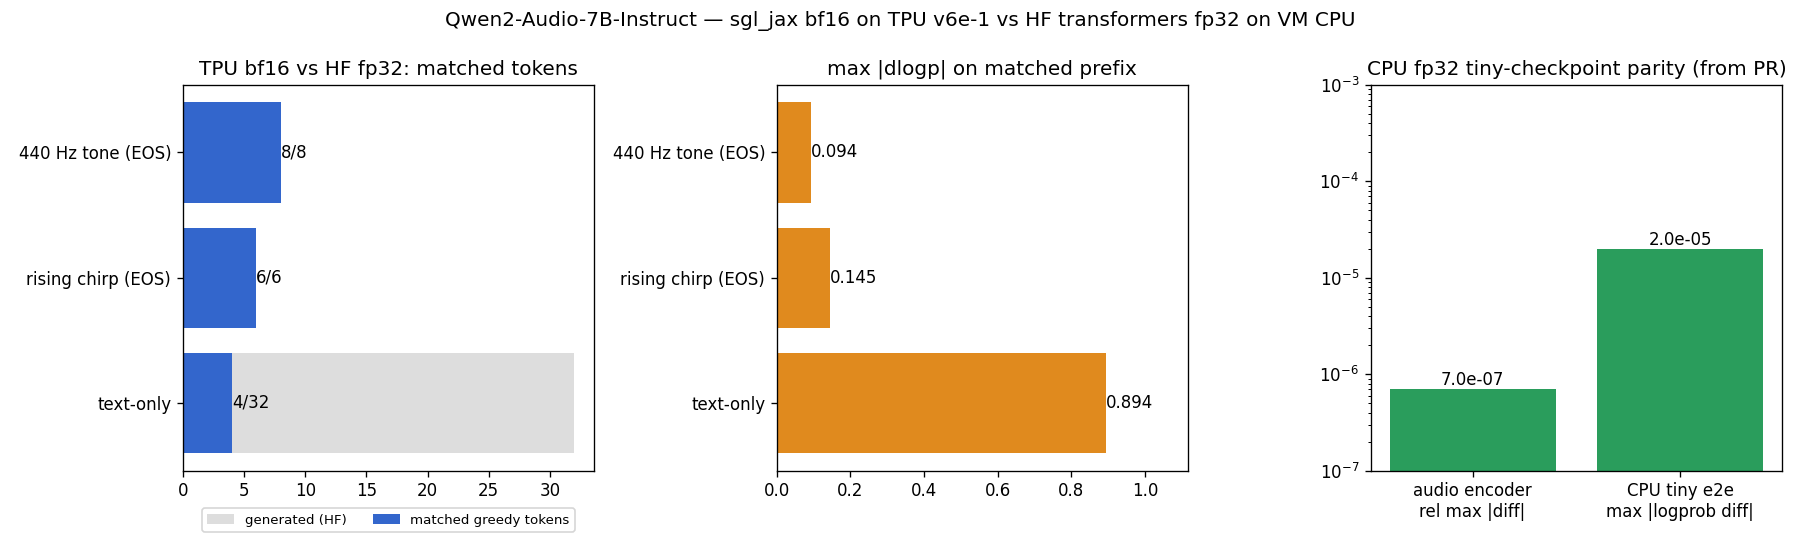 Qwen2-Audio-7B-Instruct — sgl_jax bf16 on TPU v6e-1 vs HF transformers fp32 on VM CPU
TPU bf16 vs HF fp32: matched tokens
440 Hz tone (EOS)
8/8
rising chirp (EOS)
6/6
text-only
4/32
0 5 10 15 20 25 30
generated (HF) matched greedy tokens
max |dlogp| on matched prefix
440 Hz tone (EOS)
0.094
rising chirp (EOS)
0.145
text-only
0.894
0.0 0.2 0.4 0.6 0.8 1.0
CPU fp32 tiny-checkpoint parity (from PR)
10⁻³
10⁻⁴
10⁻⁵
10⁻⁶
10⁻⁷
7.0e-07
2.0e-05
audio encoder
rel max |diff|
CPU tiny e2e
max |logprob diff|